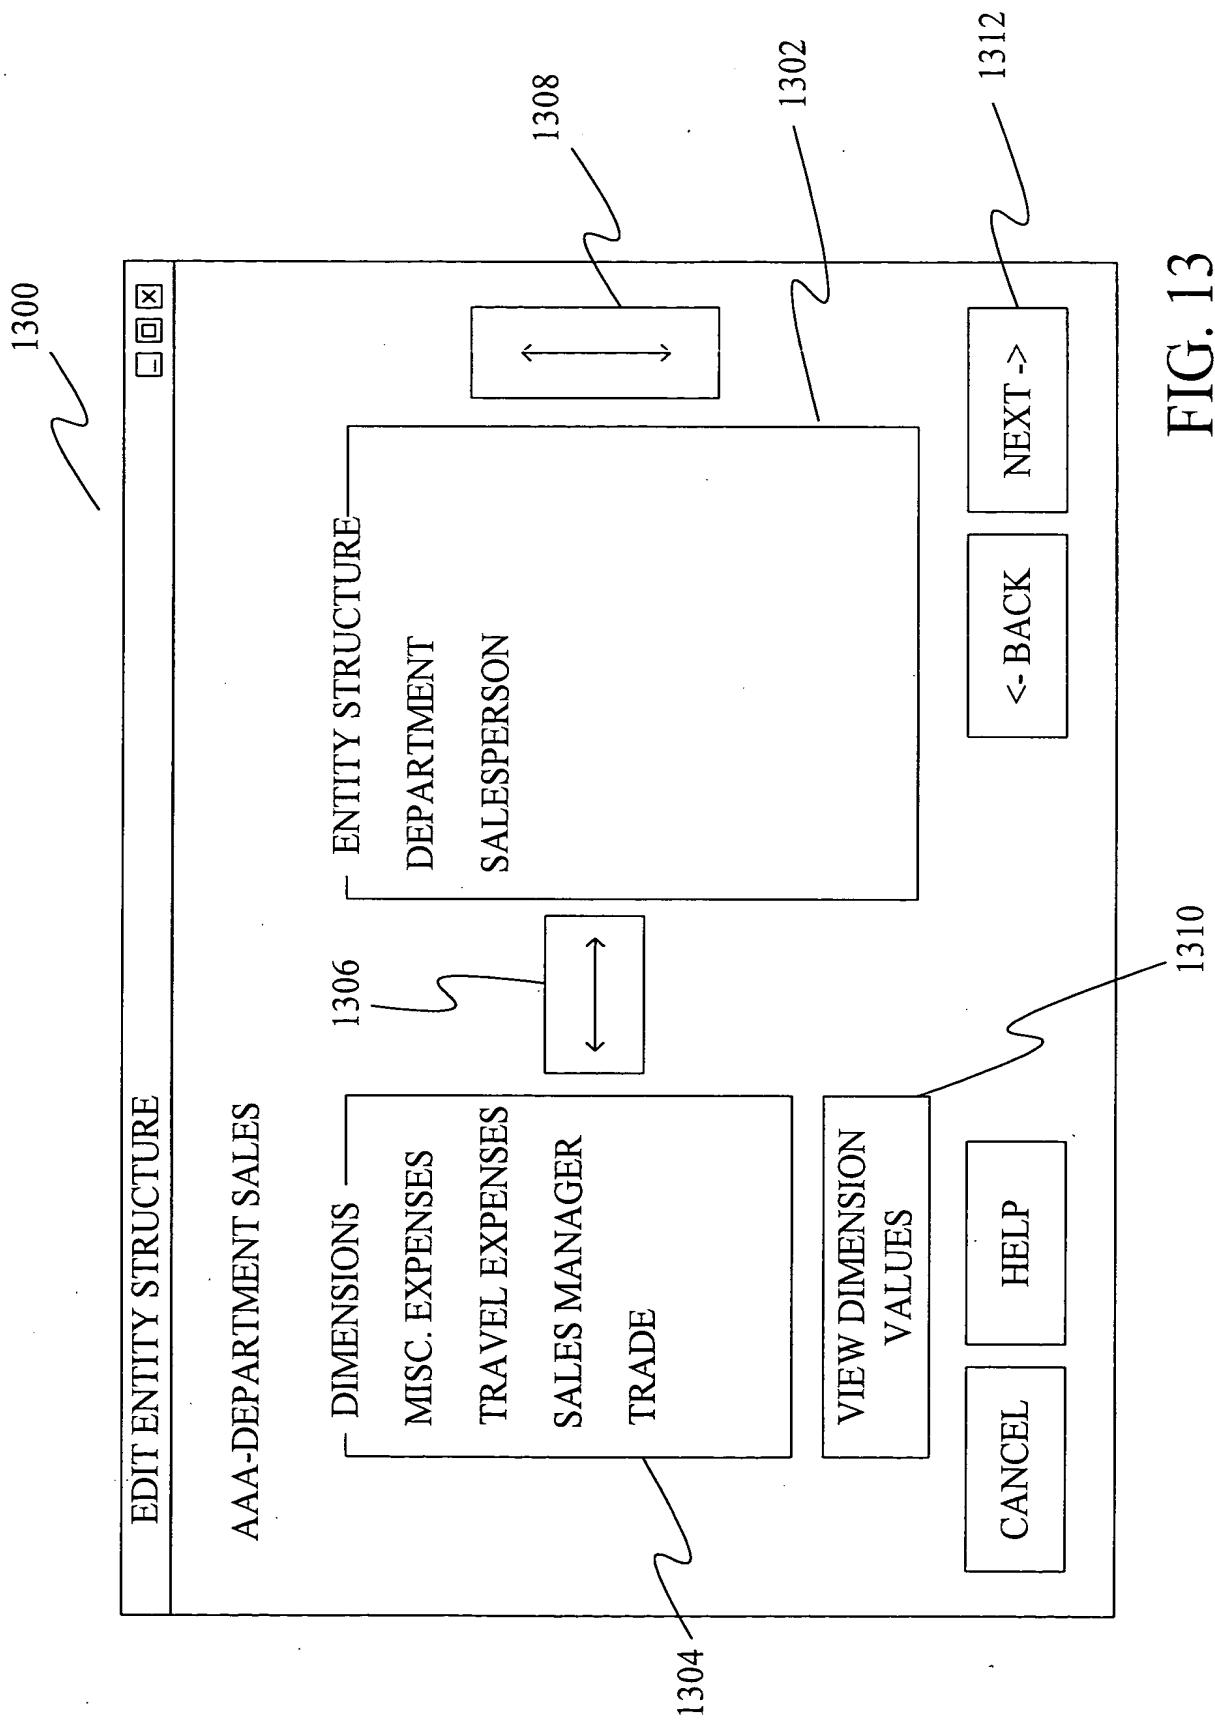 1300
EDIT ENTITY STRUCTURE
AAA-DEPARTMENT SALES
1308
DIMENSIONS
MISC. EXPENSES
TRAVEL EXPENSES
SALES MANAGER
TRADE
1306
ENTITY STRUCTURE
DEPARTMENT
SALESPERSON
1304
1302
VIEW DIMENSION
VALUES
CANCEL
HELP
<- BACK
NEXT ->
1312
1310
FIG. 13